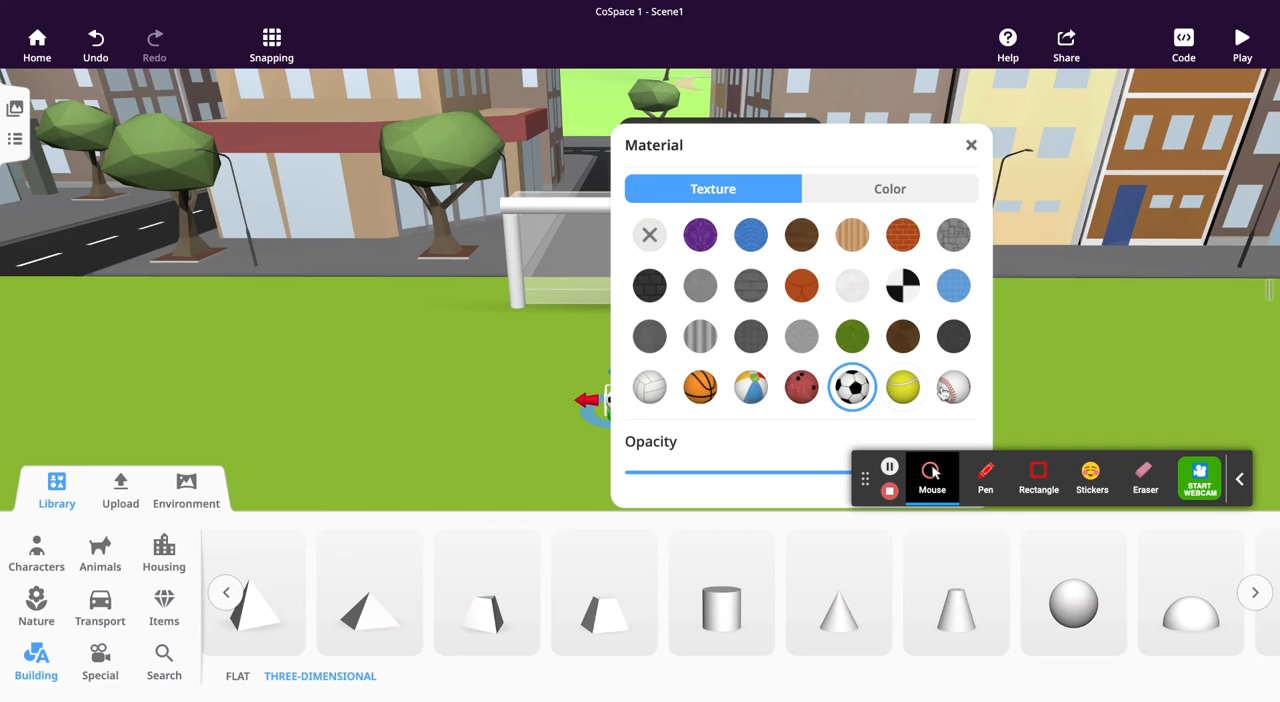 CoSpace 1 - Scene1
Home
Undo
Redo
Snapping
Help
Share
Code
Play
Material
Texture
Color
Opacity
Mouse
Pen
Rectangle
Stickers
Eraser
START
WEBCAM
Library
Upload
Environment
Characters
Animals
Housing
Nature
Transport
Items
Building
Special
Search
FLAT
THREE-DIMENSIONAL